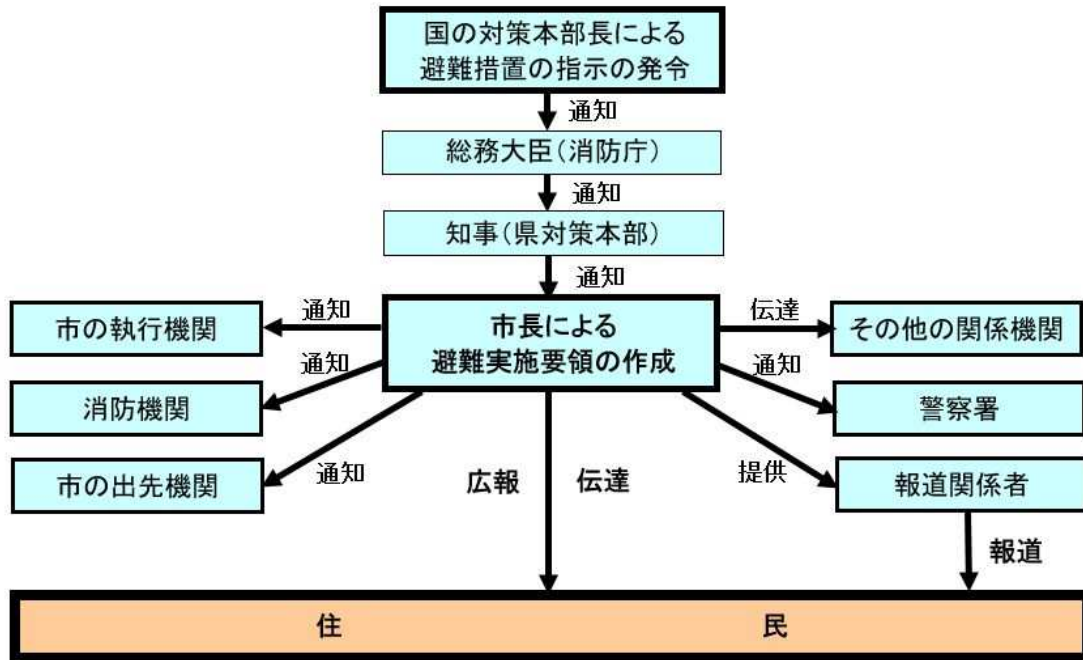 国の対策本部長による
避難措置の指示の発令
通知
総務大臣（消防庁）
通知
知事（県対策本部）
通知
市長による
避難実施要領の作成
通知
市の執行機関
通知
消防機関
通知
市の出先機関
伝達
その他の関係機関
通知
警察署
提供
報道関係者
広報 伝達
報道
住 民